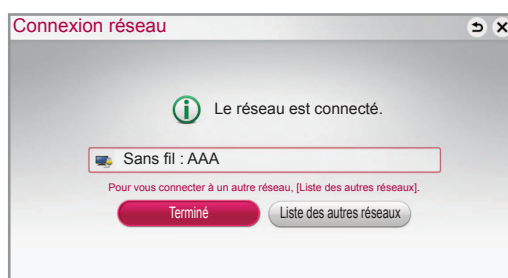 Connexion réseau
Le réseau est connecté.
Sans fil : AAA
Pour vous connecter à un autre réseau, [Liste des autres réseaux].
Terminé
Liste des autres réseaux